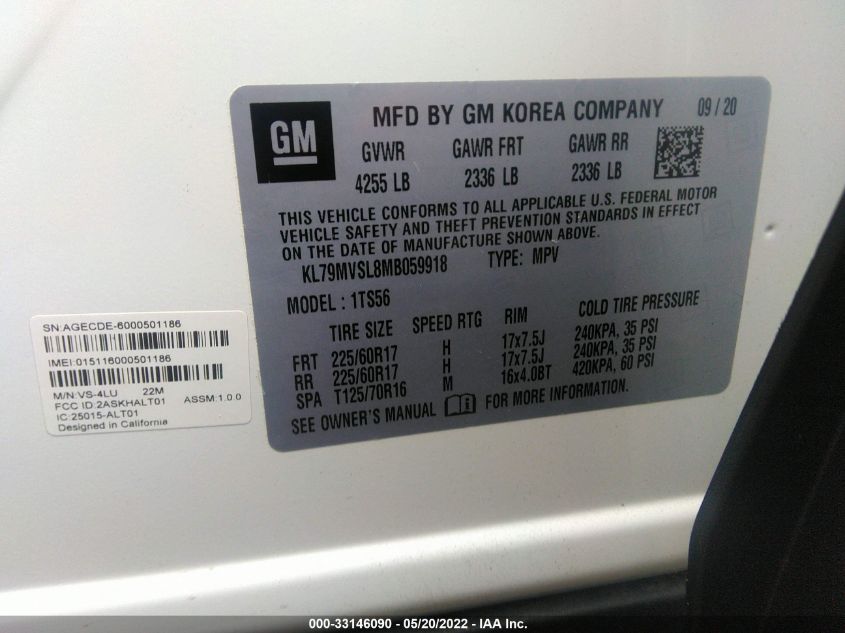 GM
MFD BY GM KOREA COMPANY 09 / 20
GVWR GAWR FRT GAWR RR
4255 LB 2336 LB 2336 LB
THIS VEHICLE CONFORMS TO ALL APPLICABLE U.S. FEDERAL MOTOR
VEHICLE SAFETY AND THEFT PREVENTION STANDARDS IN EFFECT
ON THE DATE OF MANUFACTURE SHOWN ABOVE.
KL79MVSL8MB059918 TYPE: MPV
MODEL : 1TS56
TIRE SIZE SPEED RTG RIM COLD TIRE PRESSURE
FRT 225/60R17 H 17x7.5J 240KPA, 35 PSI
RR 225/60R17 H 17x7.5J 240KPA, 35 PSI
SPA T125/70R16 M 16x4.0BT 420KPA, 60 PSI
SEE OWNER'S MANUAL FOR MORE INFORMATION.
SN:AGECDE-6000501186
IMEI:015116000501186
M/N:VS-4LU 22M
FCC ID:2ASKHALT01 ASSM:1.0.0
IC:25015-ALT01
Designed in California
000-33146090 - 05/20/2022 - IAA Inc.